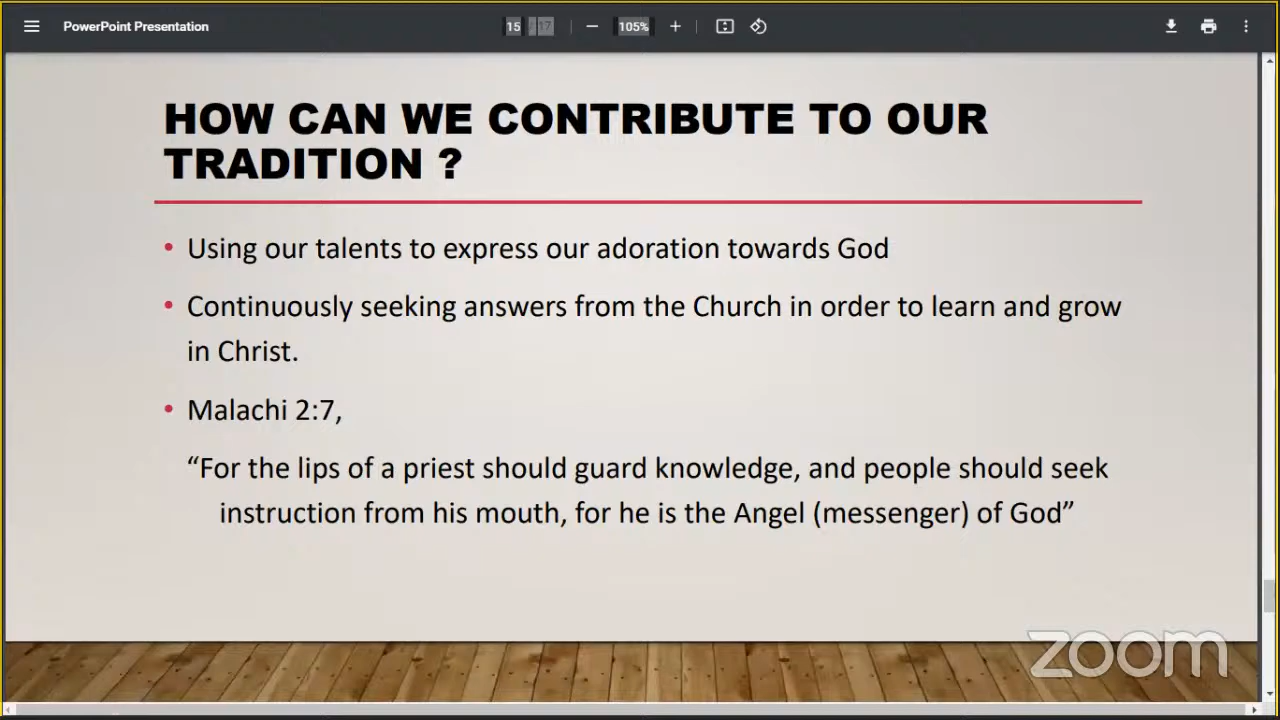 PowerPoint Presentation
15 / 17
105%
HOW CAN WE CONTRIBUTE TO OUR
TRADITION ?
• Using our talents to express our adoration towards God
• Continuously seeking answers from the Church in order to learn and grow
in Christ.
• Malachi 2:7,
“For the lips of a priest should guard knowledge, and people should seek
instruction from his mouth, for he is the Angel (messenger) of God”
zoom